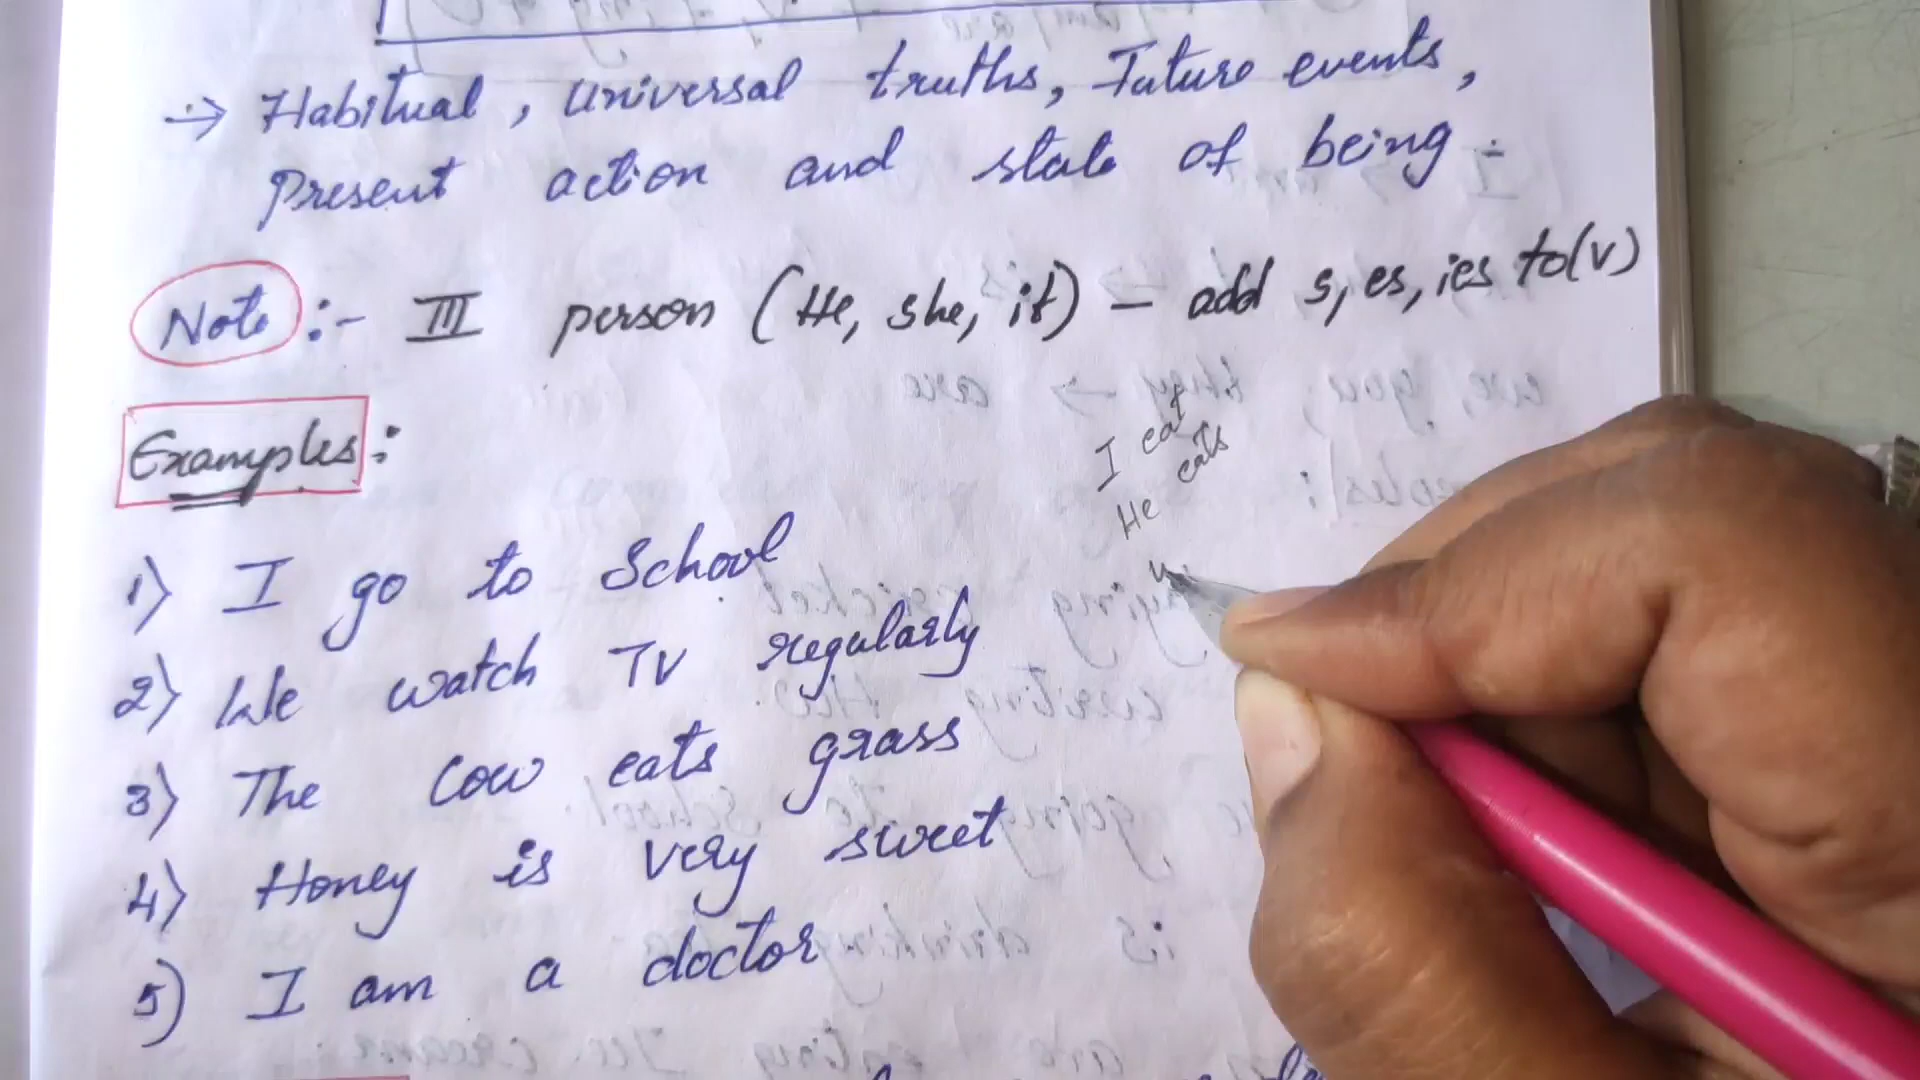 → Habitual, universal truths, Future events,
Present action and state of being :-
Note :- III person (He, she, it) – add s, es, ies to(v)
Examples :
I eat
He eats
1) I go to School
2) We watch TV regularly
3) The Cow eats grass
4) Honey is very sweet
5) I am a doctor